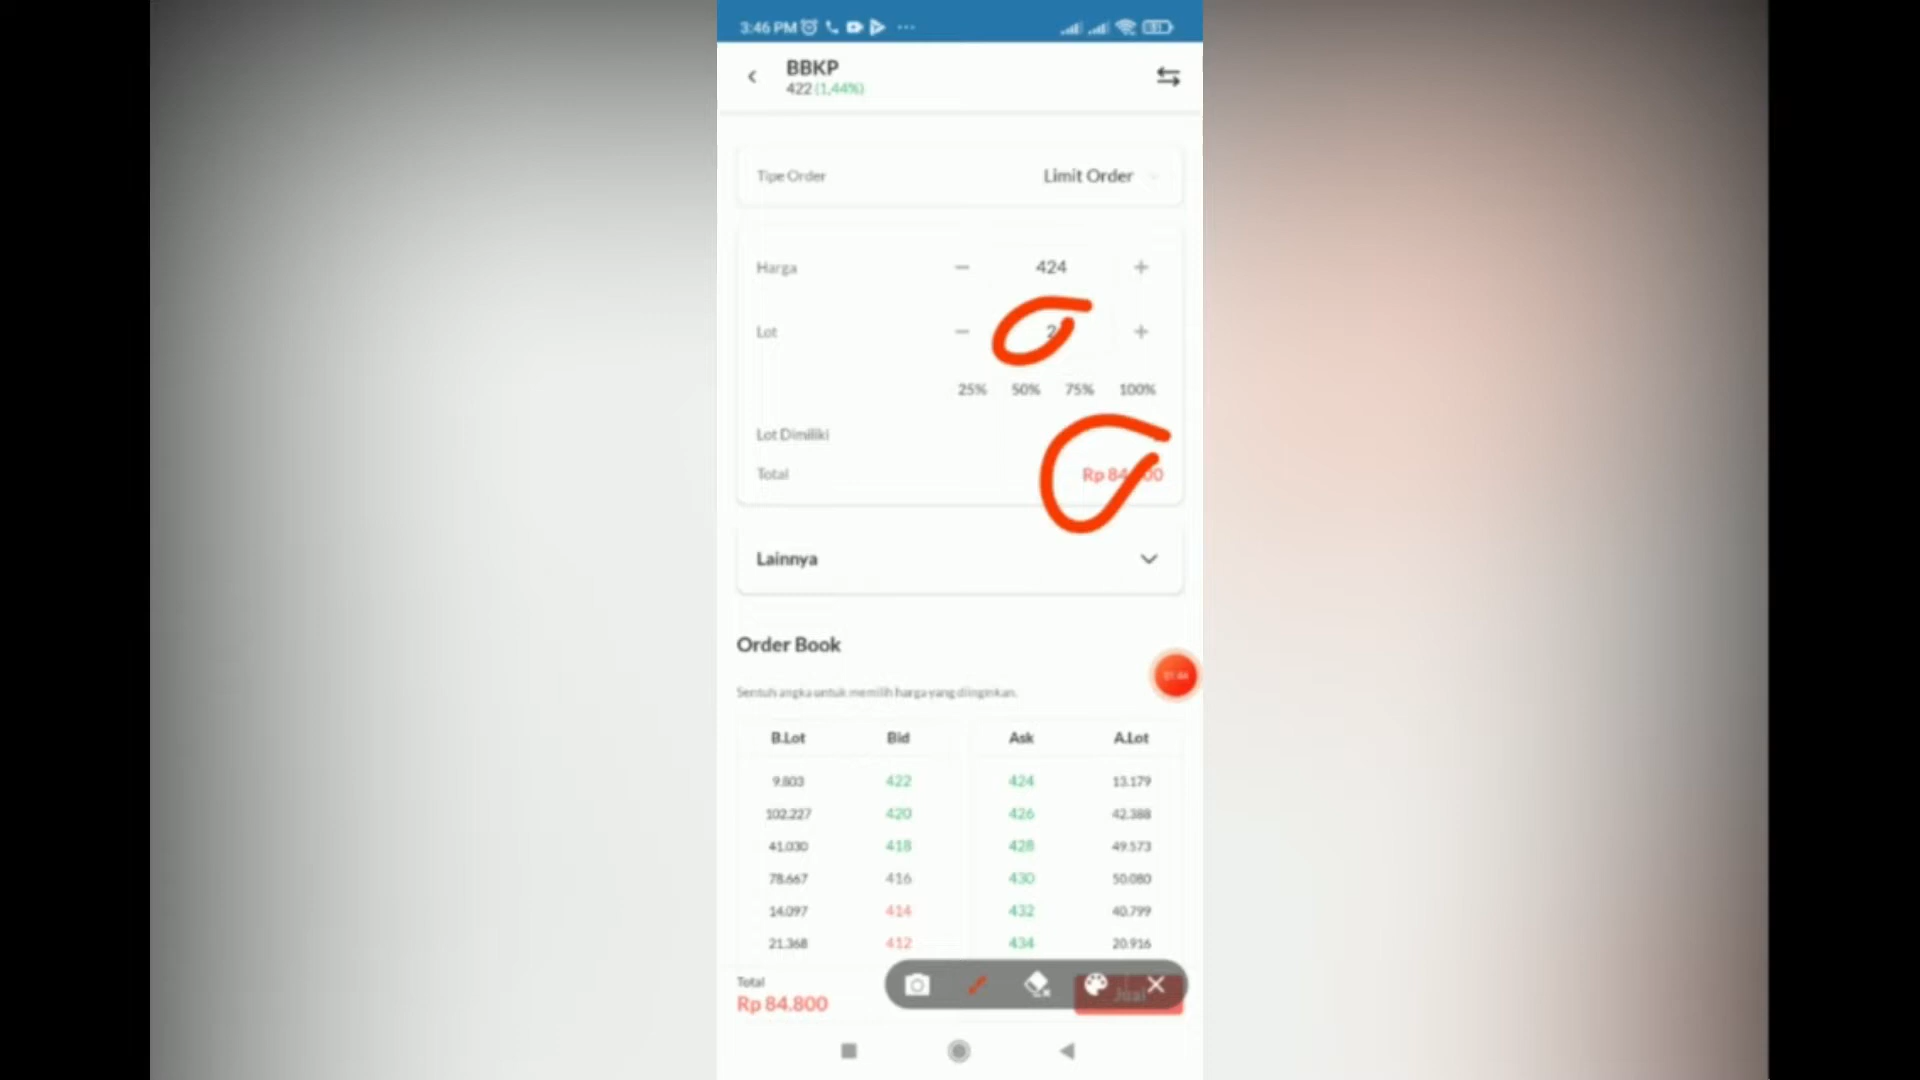 3:46 PM
BBKP
422 (1,44%)
Tipe Order Limit Order
Harga 424
Lot 2
25% 50% 75% 100%
Lot Dimiliki
Total Rp 84.800
Lainnya
Order Book
Sentuh angka untuk memilih harga yang diinginkan.
B.Lot Bid Ask A.Lot
9.803 422 424 13.179
102.227 420 426 42.388
41.030 418 428 49.573
78.667 416 430 50.080
14.097 414 432 40.799
21.368 412 434 20.916
Total
Rp 84.800
Jual